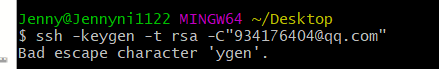 Jenny@Jennyni1122 MINGW64 ~/Desktop
$ ssh -keygen -t rsa -C"934176404@qq.com"
Bad escape character 'ygen'.